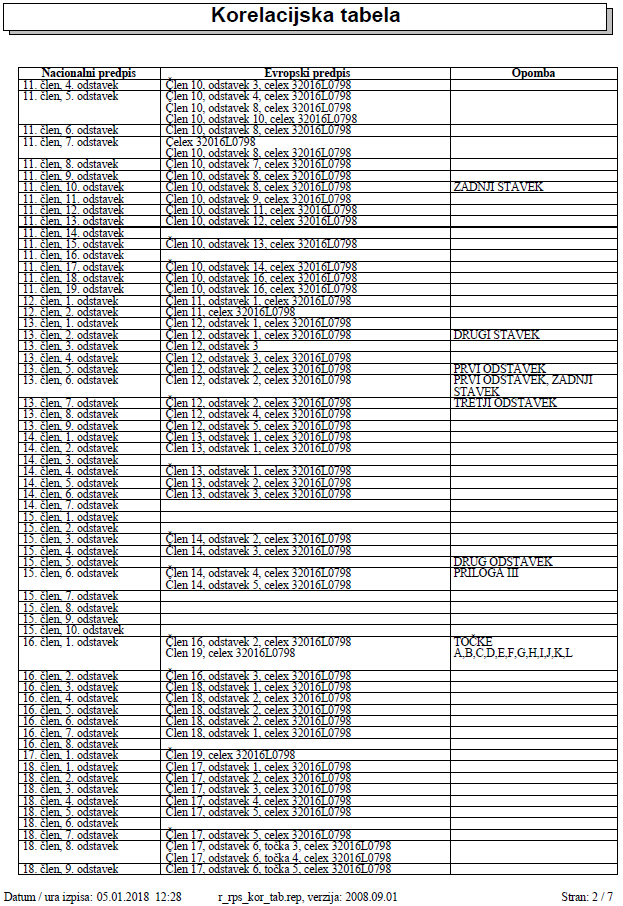 Korelacijska tabela
Nacionalni predpis Evropski predpis Opomba
11. člen, 4. odstavek Člen 10, odstavek 3, celex 32016L0798
11. člen, 5. odstavek Člen 10, odstavek 4, celex 32016L0798
Člen 10, odstavek 8, celex 32016L0798
Člen 10, odstavek 10, celex 32016L0798
11. člen, 6. odstavek Člen 10, odstavek 8, celex 32016L0798
11. člen, 7. odstavek Celex 32016L0798
Člen 10, odstavek 8, celex 32016L0798
11. člen, 8. odstavek Člen 10, odstavek 7, celex 32016L0798
11. člen, 9. odstavek Člen 10, odstavek 8, celex 32016L0798
11. člen, 10. odstavek Člen 10, odstavek 8, celex 32016L0798 ZADNJI STAVEK
11. člen, 11. odstavek Člen 10, odstavek 9, celex 32016L0798
11. člen, 12. odstavek Člen 10, odstavek 11, celex 32016L0798
11. člen, 13. odstavek Člen 10, odstavek 12, celex 32016L0798
11. člen, 14. odstavek
11. člen, 15. odstavek Člen 10, odstavek 13, celex 32016L0798
11. člen, 16. odstavek
11. člen, 17. odstavek Člen 10, odstavek 14, celex 32016L0798
11. člen, 18. odstavek Člen 10, odstavek 16, celex 32016L0798
11. člen, 19. odstavek Člen 10, odstavek 16, celex 32016L0798
12. člen, 1. odstavek Člen 11, odstavek 1, celex 32016L0798
12. člen, 2. odstavek Člen 11, celex 32016L0798
13. člen, 1. odstavek Člen 12, odstavek 1, celex 32016L0798
13. člen, 2. odstavek Člen 12, odstavek 1, celex 32016L0798 DRUGI STAVEK
13. člen, 3. odstavek Člen 12, odstavek 3
13. člen, 4. odstavek Člen 12, odstavek 3, celex 32016L0798
13. člen, 5. odstavek Člen 12, odstavek 2, celex 32016L0798 PRVI ODSTAVEK
13. člen, 6. odstavek Člen 12, odstavek 2, celex 32016L0798 PRVI ODSTAVEK, ZADNJI
STAVEK
13. člen, 7. odstavek Člen 12, odstavek 2, celex 32016L0798 TRETJI ODSTAVEK
13. člen, 8. odstavek Člen 12, odstavek 4, celex 32016L0798
13. člen, 9. odstavek Člen 12, odstavek 5, celex 32016L0798
14. člen, 1. odstavek Člen 13, odstavek 1, celex 32016L0798
14. člen, 2. odstavek Člen 13, odstavek 1, celex 32016L0798
14. člen, 3. odstavek
14. člen, 4. odstavek Člen 13, odstavek 1, celex 32016L0798
14. člen, 5. odstavek Člen 13, odstavek 2, celex 32016L0798
14. člen, 6. odstavek Člen 13, odstavek 3, celex 32016L0798
14. člen, 7. odstavek
15. člen, 1. odstavek
15. člen, 2. odstavek
15. člen, 3. odstavek Člen 14, odstavek 2, celex 32016L0798
15. člen, 4. odstavek Člen 14, odstavek 3, celex 32016L0798
15. člen, 5. odstavek DRUG ODSTAVEK
15. člen, 6. odstavek Člen 14, odstavek 4, celex 32016L0798 PRILOGA III
Člen 14, odstavek 5, celex 32016L0798
15. člen, 7. odstavek
15. člen, 8. odstavek
15. člen, 9. odstavek
15. člen, 10. odstavek
16. člen, 1. odstavek Člen 16, odstavek 2, celex 32016L0798 TOČKE
Člen 19, celex 32016L0798 A,B,C,D,E,F,G,H,I,J,K,L
16. člen, 2. odstavek Člen 16, odstavek 3, celex 32016L0798
16. člen, 3. odstavek Člen 18, odstavek 1, celex 32016L0798
16. člen, 4. odstavek Člen 18, odstavek 2, celex 32016L0798
16. člen, 5. odstavek Člen 18, odstavek 2, celex 32016L0798
16. člen, 6. odstavek Člen 18, odstavek 2, celex 32016L0798
16. člen, 7. odstavek Člen 18, odstavek 1, celex 32016L0798
16. člen, 8. odstavek
17. člen, 1. odstavek Člen 19, celex 32016L0798
18. člen, 1. odstavek Člen 17, odstavek 1, celex 32016L0798
18. člen, 2. odstavek Člen 17, odstavek 2, celex 32016L0798
18. člen, 3. odstavek Člen 17, odstavek 3, celex 32016L0798
18. člen, 4. odstavek Člen 17, odstavek 4, celex 32016L0798
18. člen, 5. odstavek Člen 17, odstavek 5, celex 32016L0798
18. člen, 6. odstavek
18. člen, 7. odstavek Člen 17, odstavek 5, celex 32016L0798
18. člen, 8. odstavek Člen 17, odstavek 6, točka 3, celex 32016L0798
Člen 17, odstavek 6, točka 4, celex 32016L0798
18. člen, 9. odstavek Člen 17, odstavek 6, točka 5, celex 32016L0798
Datum / ura izpisa: 05.01.2018 12:28 r_rps_kor_tab.rep, verzija: 2008.09.01 Stran: 2 / 7